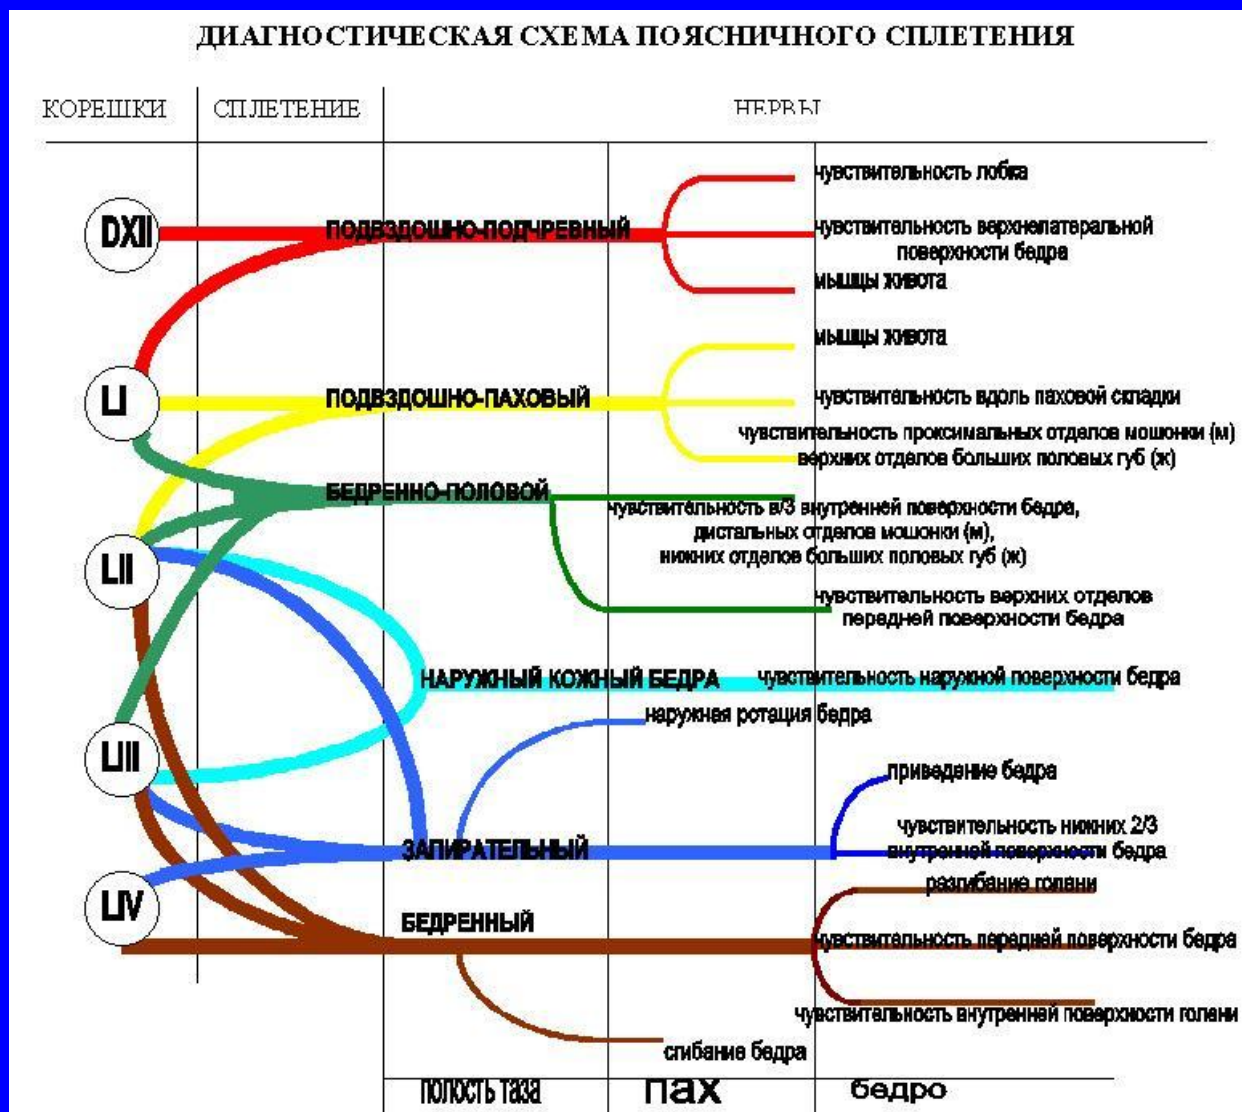 ДИАГНОСТИЧЕСКАЯ СХЕМА ПОЯСНИЧНОГО СПЛЕТЕНИЯ
КОРЕШКИ
СПЛЕТЕНИЕ
НЕРВЫ
чувствительность лобка
DXII
ПОДВЗДОШНО-ПОДЧРЕВНЫЙ
чувствительность верхнелатеральной
поверхности бедра
мышцы живота
мышцы живота
LI
ПОДВЗДОШНО-ПАХОВЫЙ
чувствительность вдоль паховой складки
чувствительность проксимальных отделов мошонки (м)
верхних отделов больших половых губ (ж)
БЕДРЕННО-ПОЛОВОЙ
чувствительность в/3 внутренней поверхности бедра,
дистальных отделов мошонки (м),
нижних отделов больших половых губ (ж)
LII
чувствительность верхних отделов
передней поверхности бедра
НАРУЖНЫЙ КОЖНЫЙ БЕДРА
чувствительность наружной поверхности бедра
наружная ротация бедра
LIII
приведение бедра
чувствительность нижних 2/3
внутренней поверхности бедра
ЗАПИРАТЕЛЬНЫЙ
разгибание голани
LIV
БЕДРЕННЫЙ
чувствительность передней поверхности бедра
чувствительность внутренней поверхности голани
сгибание бедра
полость таза
пах
бедро